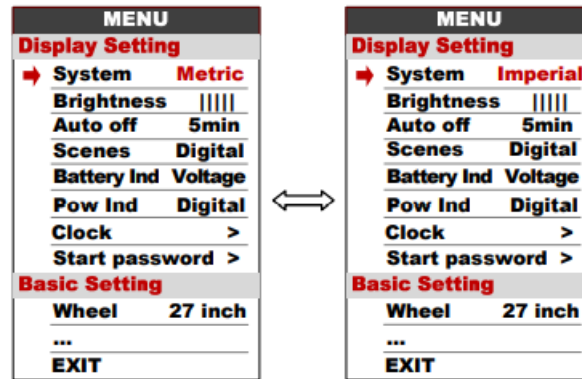 MENU
Display Setting
System Metric
Brightness |||||
Auto off 5min
Scenes Digital
Battery Ind Voltage
Pow Ind Digital
Clock >
Start password >
Basic Setting
Wheel 27 inch
...
EXIT
MENU
Display Setting
System Imperial
Brightness |||||
Auto off 5min
Scenes Digital
Battery Ind Voltage
Pow Ind Digital
Clock >
Start password >
Basic Setting
Wheel 27 inch
...
EXIT